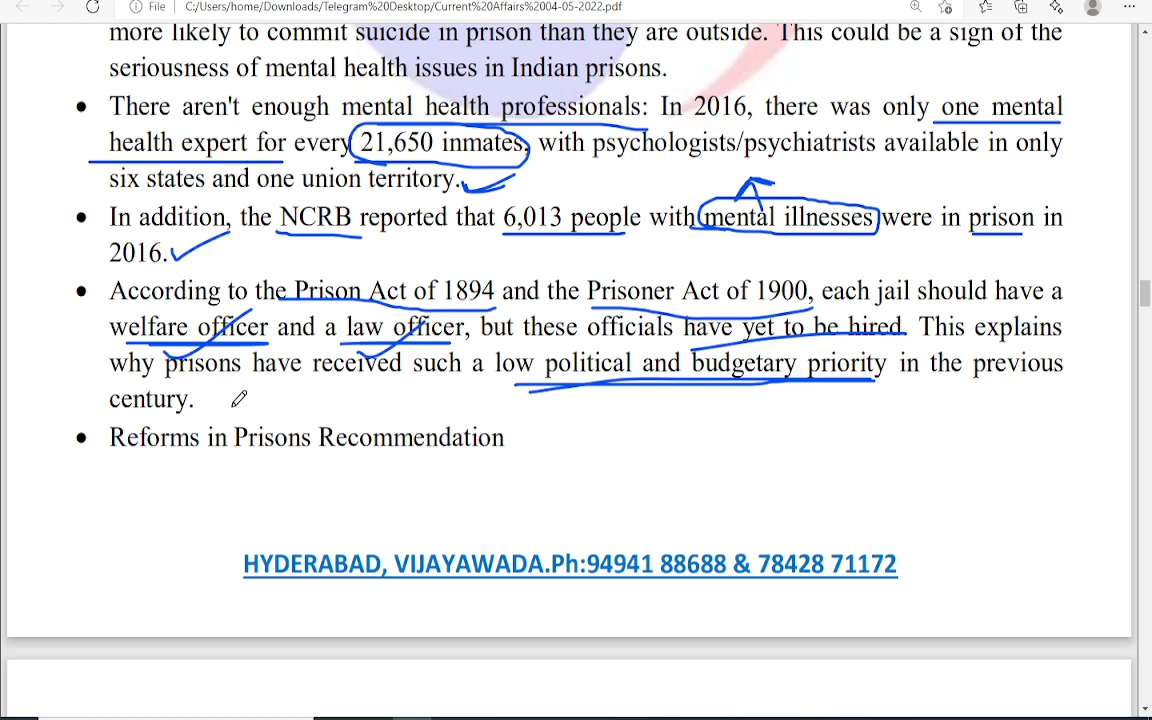 File
C:/Users/home/Downloads/Telegram%20Desktop/Current%20Affairs%2004-05-2022.pdf
more likely to commit suicide in prison than they are outside. This could be a sign of the
seriousness of mental health issues in Indian prisons.
• There aren't enough mental health professionals: In 2016, there was only one mental
health expert for every 21,650 inmates, with psychologists/psychiatrists available in only
six states and one union territory.
• In addition, the NCRB reported that 6,013 people with mental illnesses were in prison in
2016.
• According to the Prison Act of 1894 and the Prisoner Act of 1900, each jail should have a
welfare officer and a law officer, but these officials have yet to be hired. This explains
why prisons have received such a low political and budgetary priority in the previous
century.
• Reforms in Prisons Recommendation
HYDERABAD, VIJAYAWADA.Ph:94941 88688 & 78428 71172